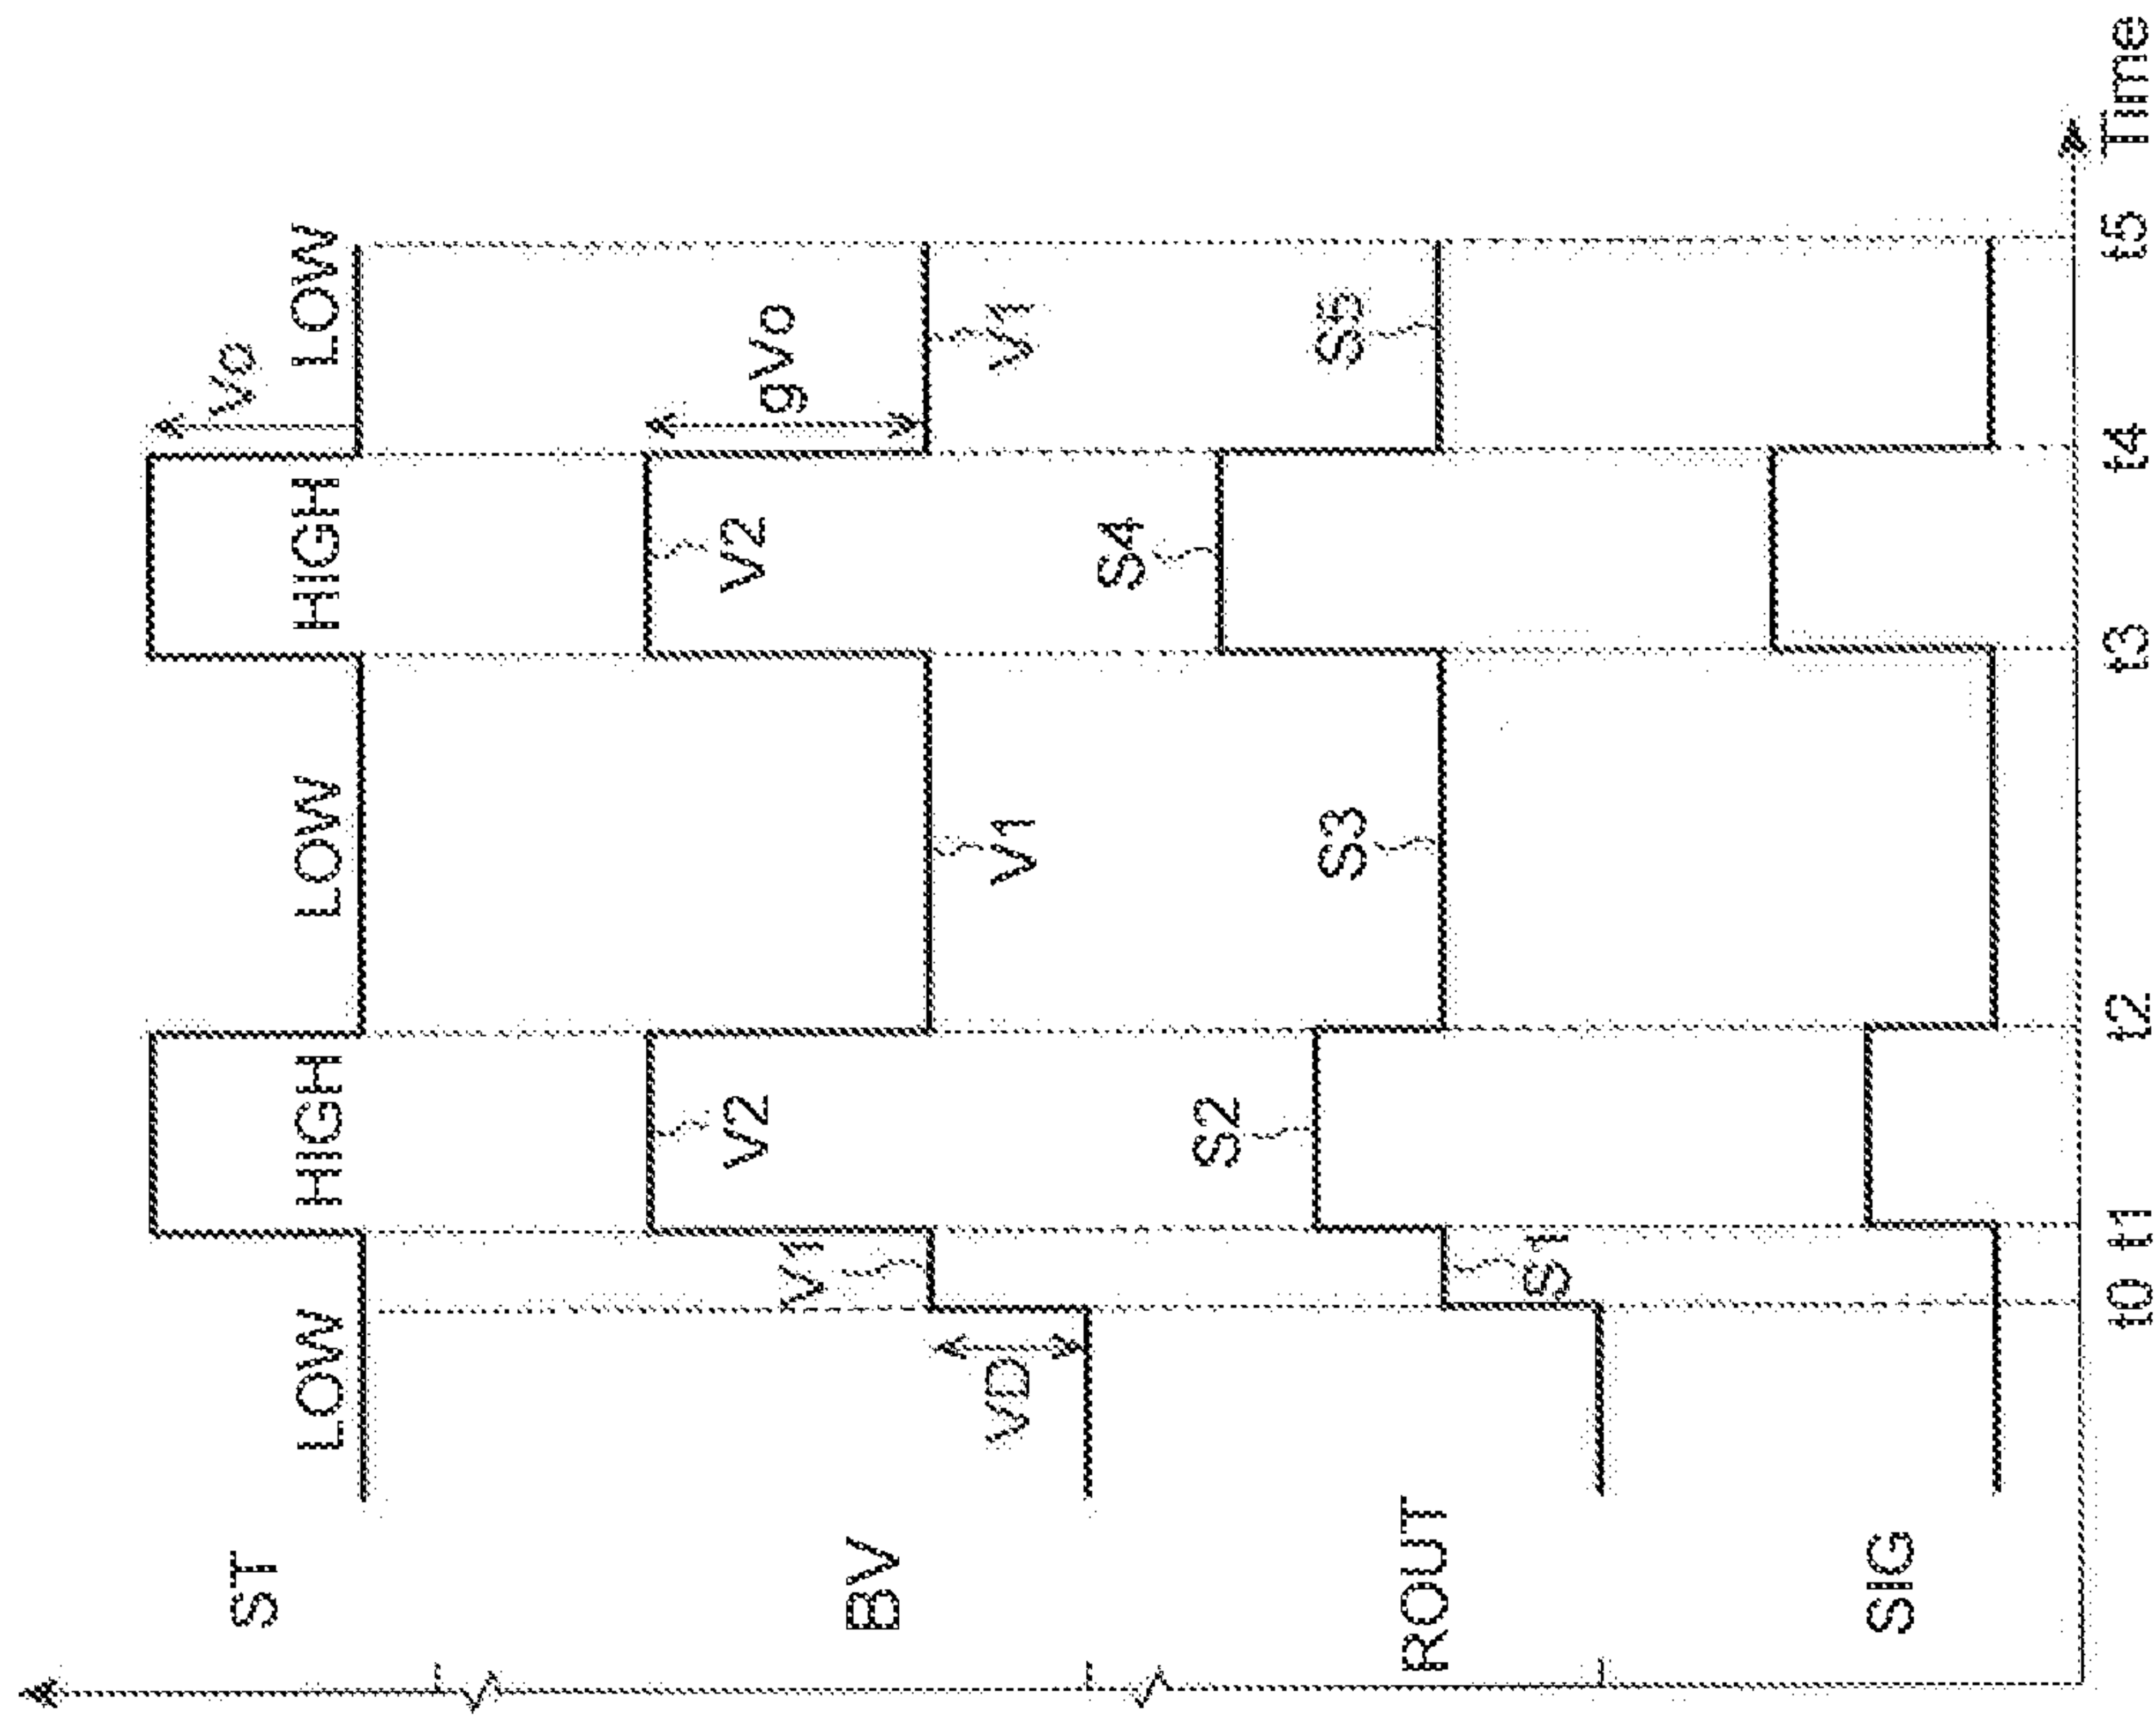 ST
LOW
HIGH
LOW
HIGH
LOW
Vo
BV
VD
V1
V2
V1
V2
gVo
V1
ROUT
S1
S2
S3
S4
S5
SIG
t0 t1 t2 t3 t4 t5 Time